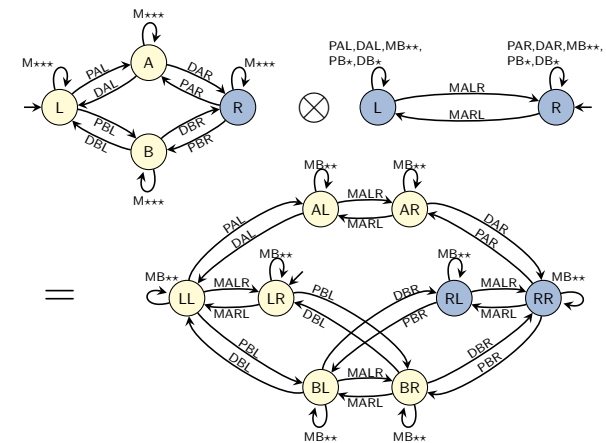 M⋆⋆⋆
M⋆⋆⋆ PAL A DAR M⋆⋆⋆
DAL PAR
L R
PBL DBR
DBL PBR
B
M⋆⋆⋆
⊗
PAL,DAL,MB⋆⋆,
PB⋆,DB⋆
PAR,DAR,MB⋆⋆,
PB⋆,DB⋆
L MALR R
MARL
=
MB⋆⋆ MB⋆⋆
AL MALR AR
MARL
PAL DAR
DAL PAR
MB⋆⋆ MB⋆⋆ MB⋆⋆ MB⋆⋆
LL MALR LR PBL DBR RL MALR RR
MARL DBL PBR MARL
PBL DBR
DBL PBR
BL MALR BR
MARL
MB⋆⋆ MB⋆⋆